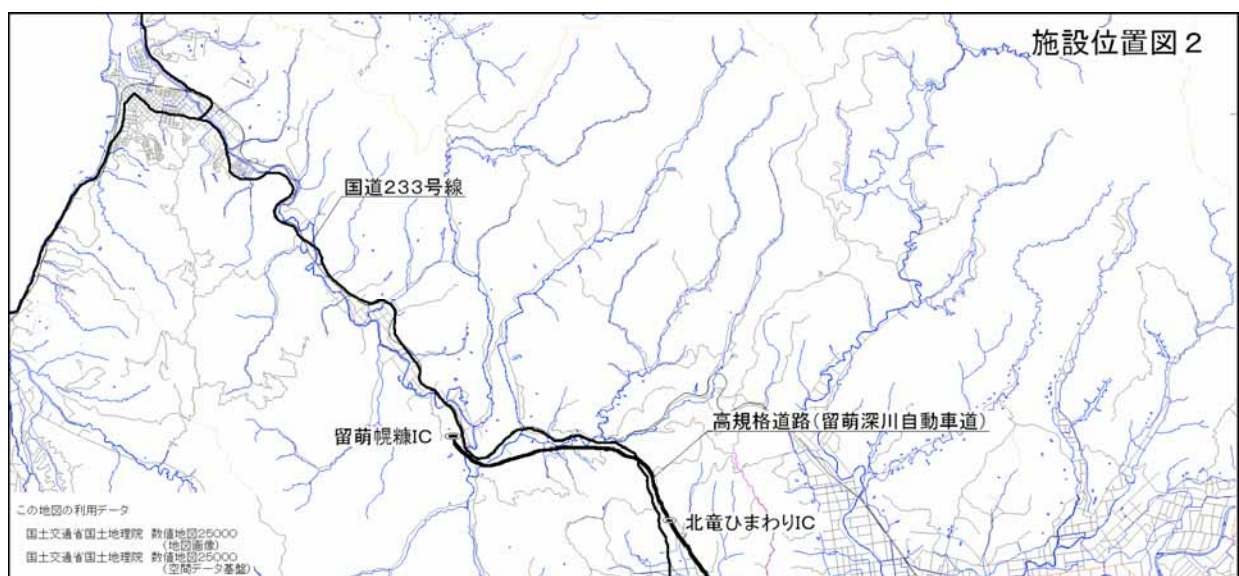 施設位置図2
国道233号線
高規格道路(留萌深川自動車道)
留萌幌糠IC
北竜ひまわりIC
この地図の利用データ
国土交通省国土地理院 数値地図25000
(地図画像)
国土交通省国土地理院 数値地図25000
(空間データ基盤)